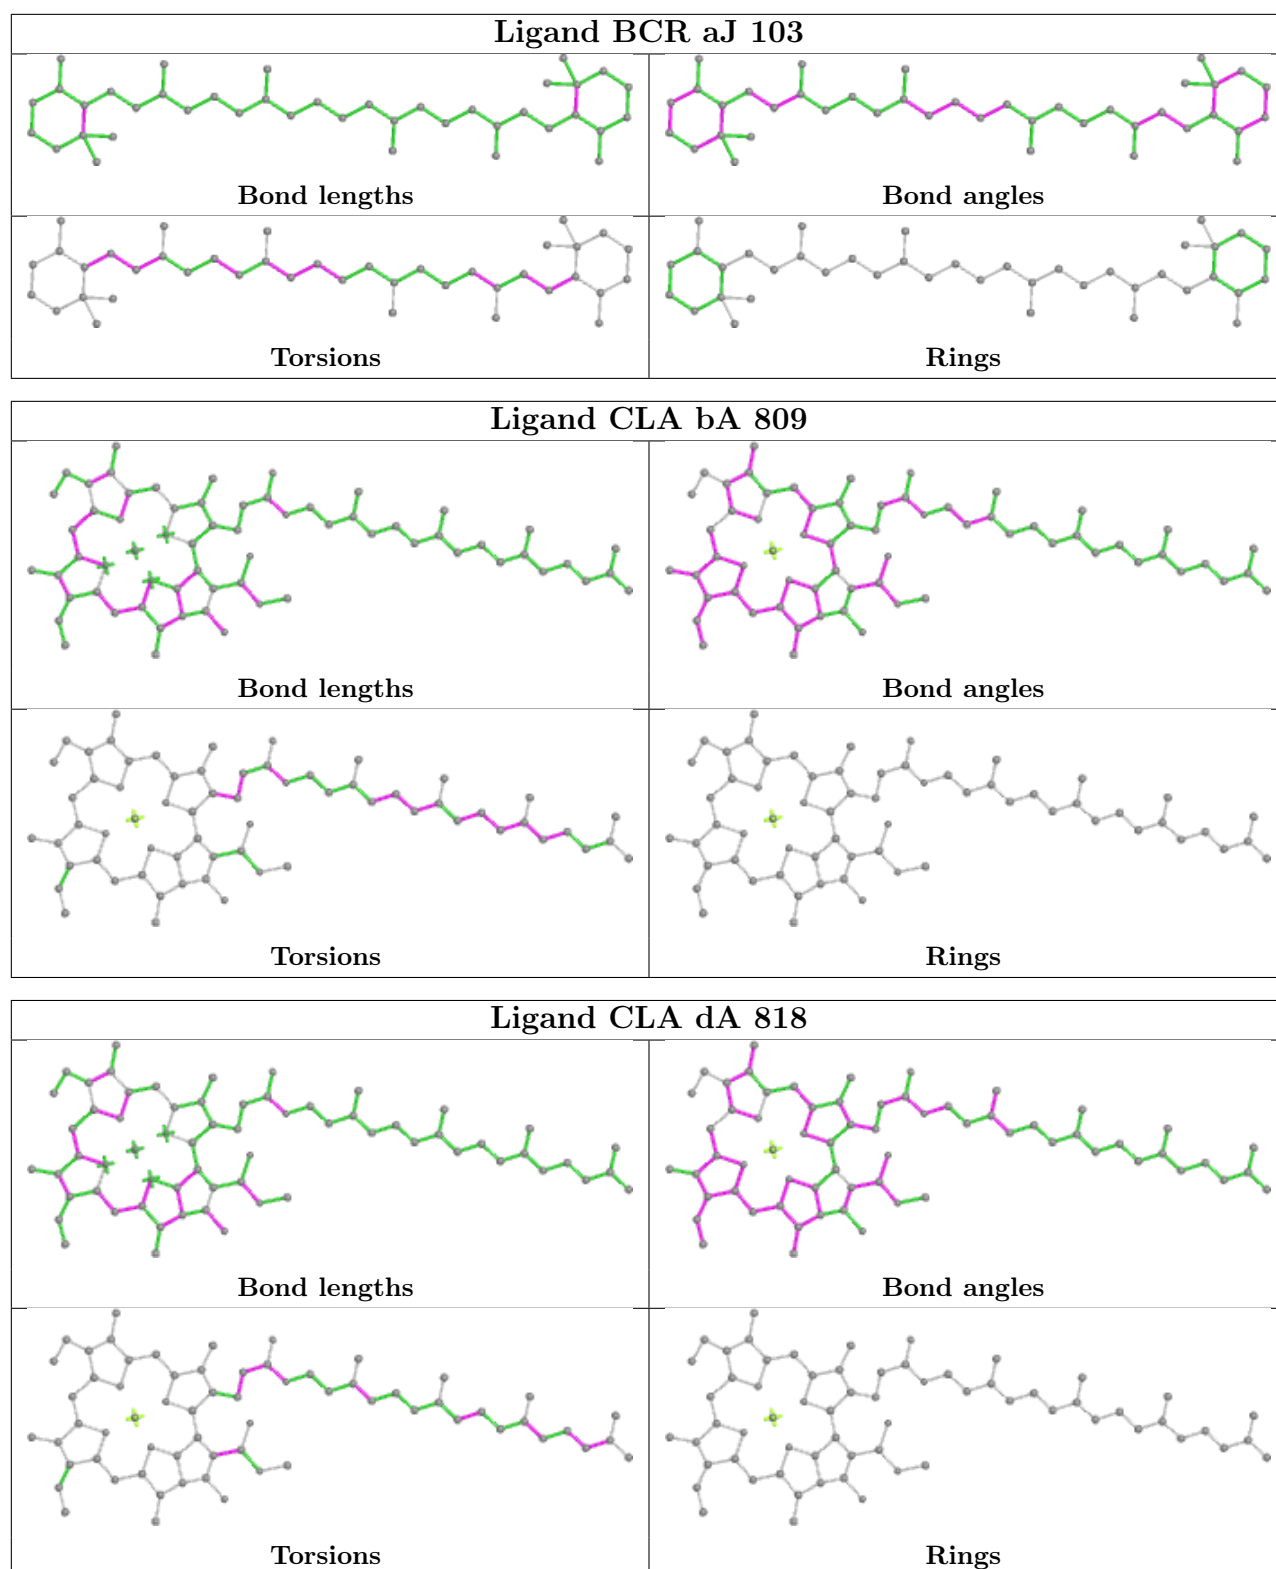 Ligand BCR aJ 103
Bond lengths
Bond angles
Torsions
Rings
Ligand CLA bA 809
Bond lengths
Bond angles
Torsions
Rings
Ligand CLA dA 818
Bond lengths
Bond angles
Torsions
Rings